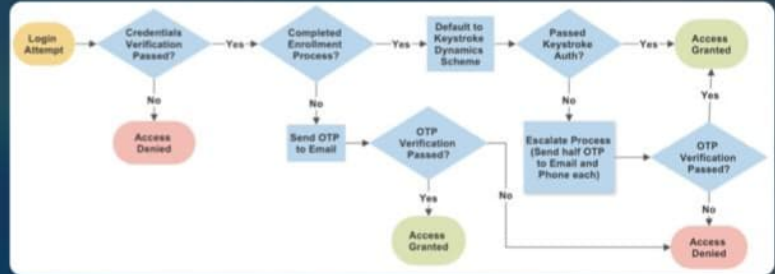 Login
Attempt
Credentials
Verification
Passed?
Yes
Completed
Enrollment
Process?
Yes
Default to
Keystroke
Dynamics
Scheme
Passed
Keystroke
Auth?
Yes
Access
Granted
No
Access
Denied
No
Send OTP
to Email
OTP
Verification
Passed?
Yes
Access
Granted
No
No
Escalate Process
(Send half OTP
to Email and
Phone each)
OTP
Verification
Passed?
Yes
No
Access
Denied